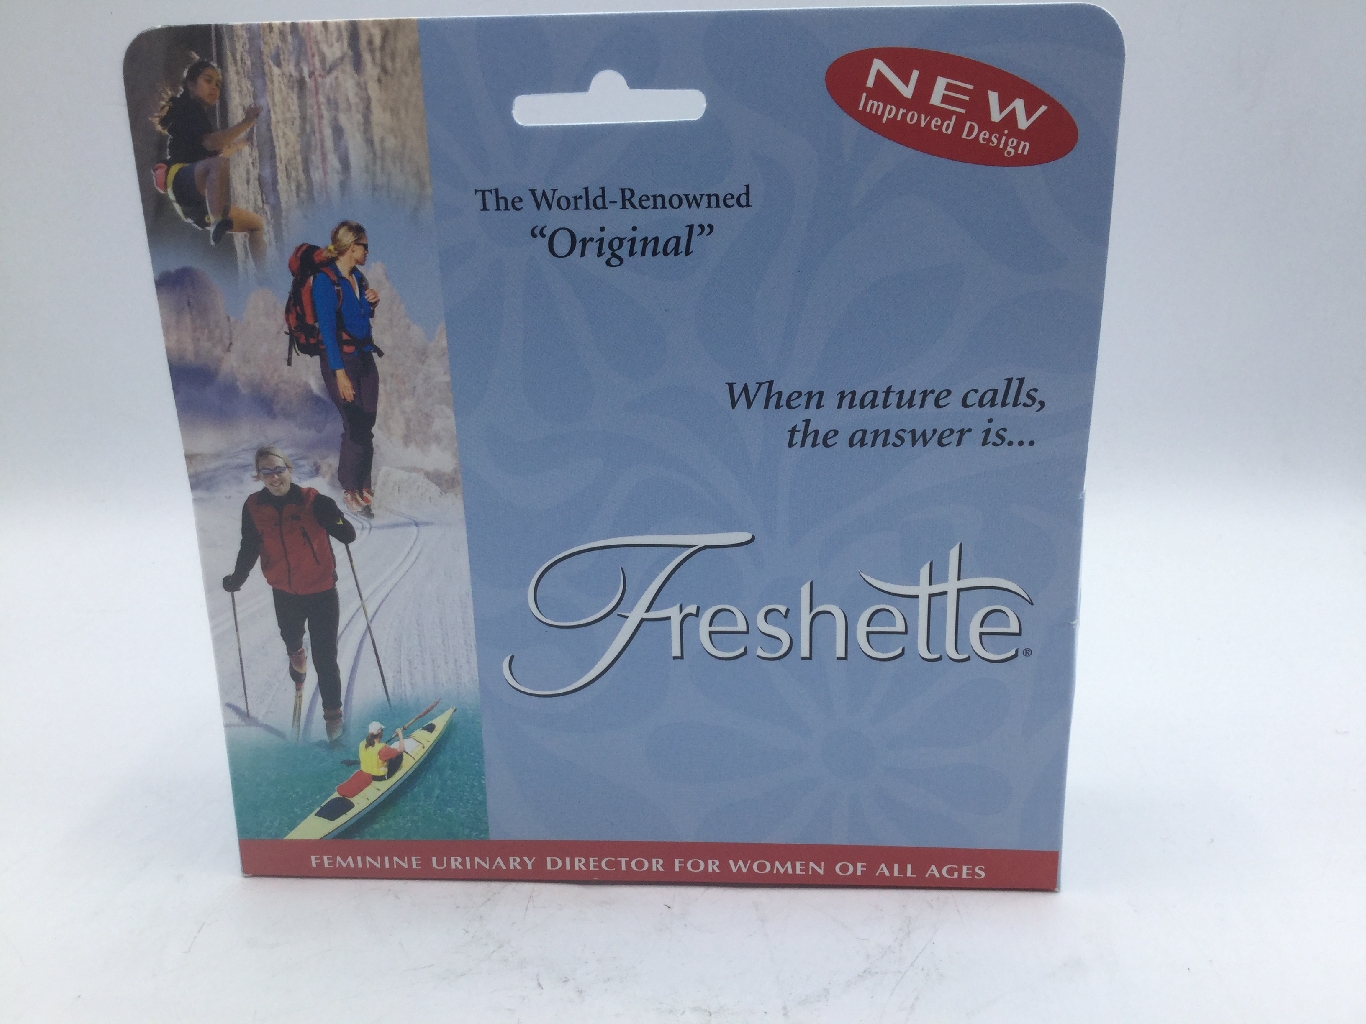 NEW
Improved Design
The World-Renowned
“Original”
When nature calls,
the answer is...
Freshette®
FEMININE URINARY DIRECTOR FOR WOMEN OF ALL AGES